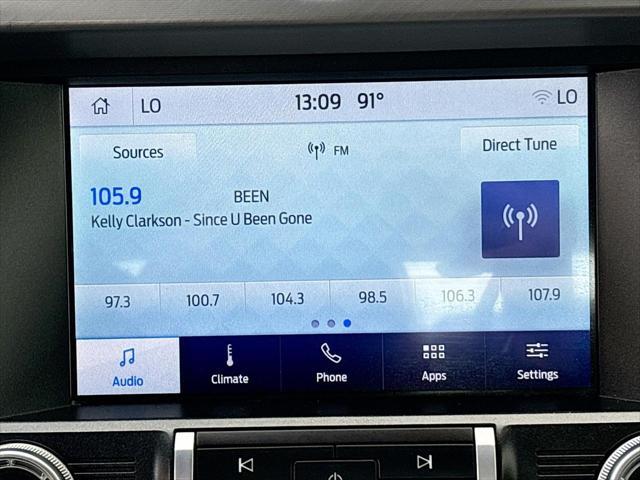 LO 13:09 91° LO
Sources FM Direct Tune
105.9 BEEN
Kelly Clarkson - Since U Been Gone
97.3 100.7 104.3 98.5 106.3 107.9
Audio Climate Phone Apps Settings